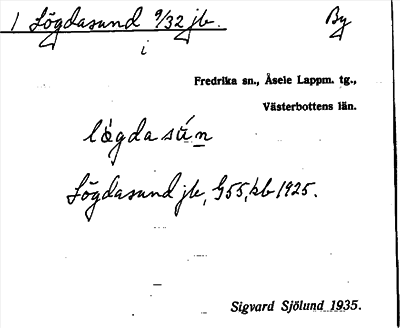 1 Lögdasund 9/32 jb. By
i
Fredrika sn., Åsele Lappm. tg.,
Västerbottens län.
lögdasún
Lögdasund jb, G55, kb 1925.
Sigvard Sjölund 1935.